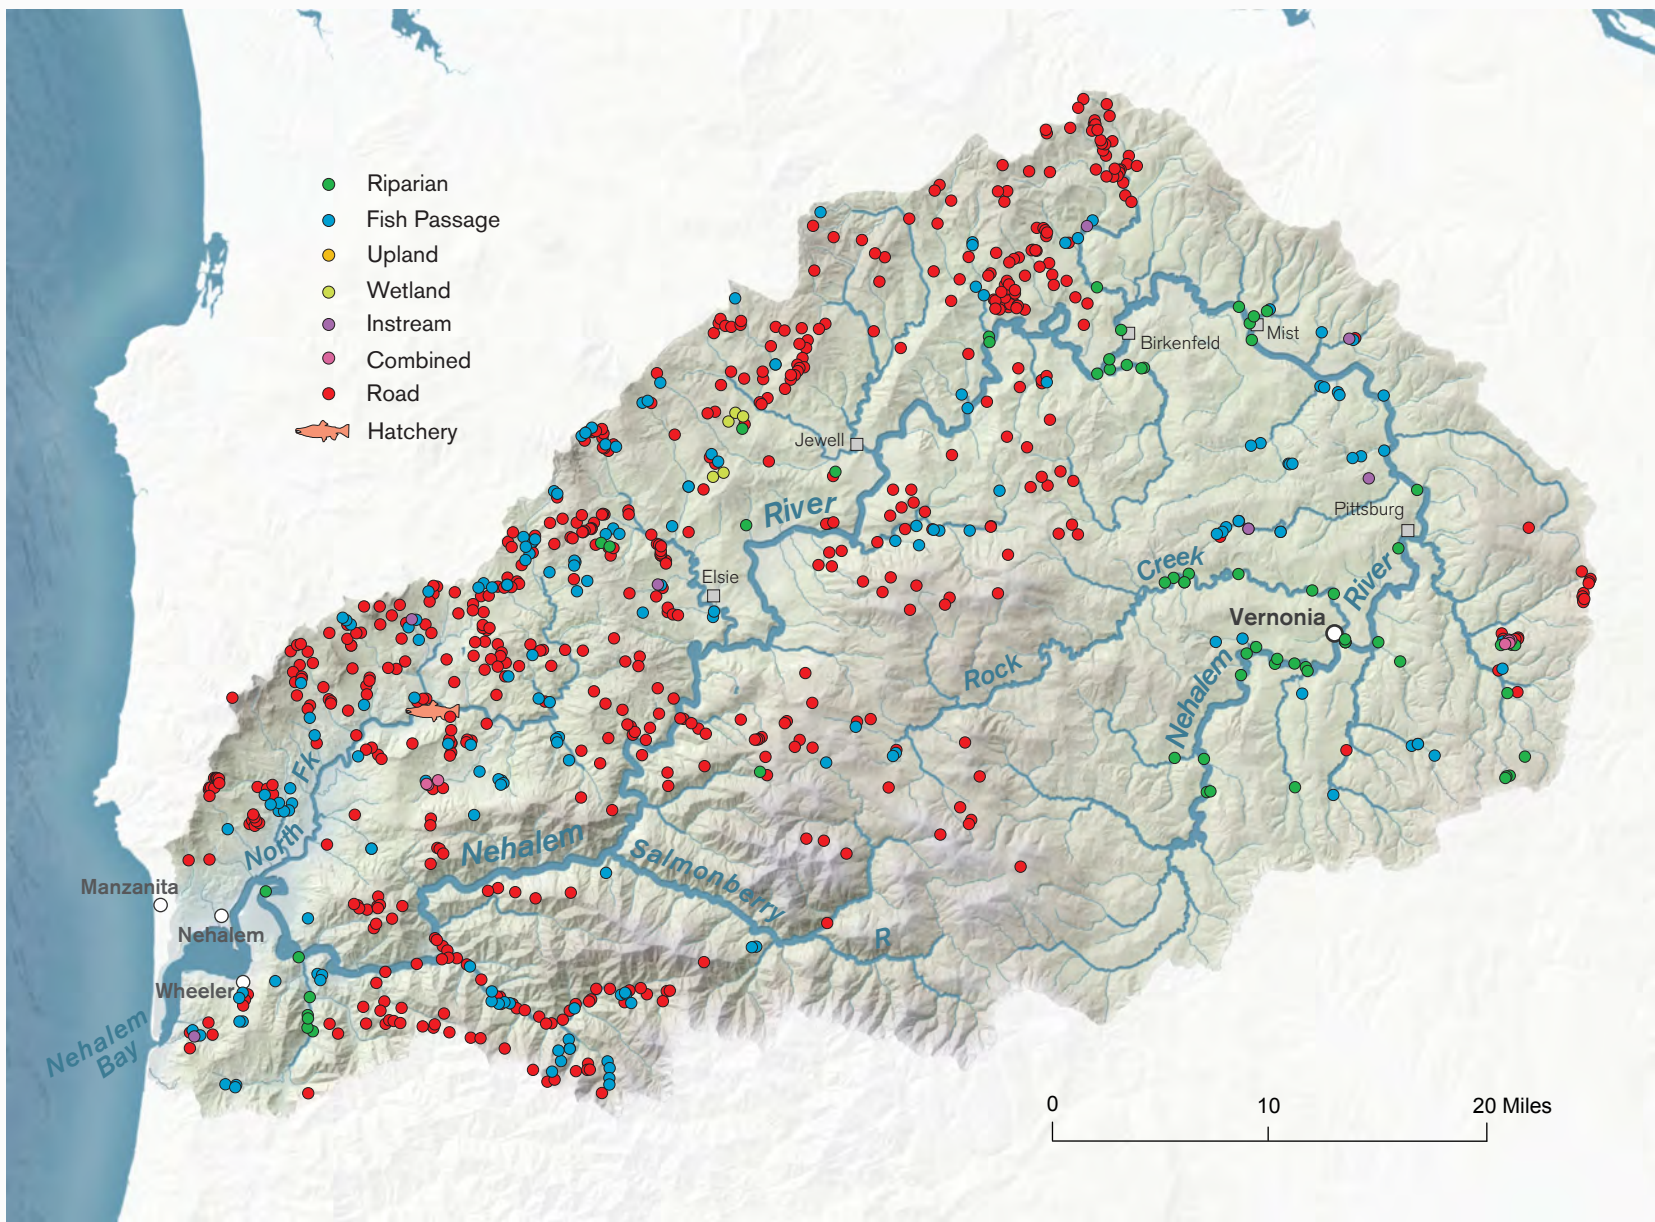 Riparian
Fish Passage
Upland
Wetland
Instream
Combined
Road
Hatchery
Mist
Birkenfeld
Jewell
River
Pittsburg
Creek
Elsie
River
Vernonia
Rock
Nehalem
North Fk
Nehalem
Salmonberry
R
Manzanita
Nehalem
Wheeler
Nehalem
Bay
0 10 20 Miles